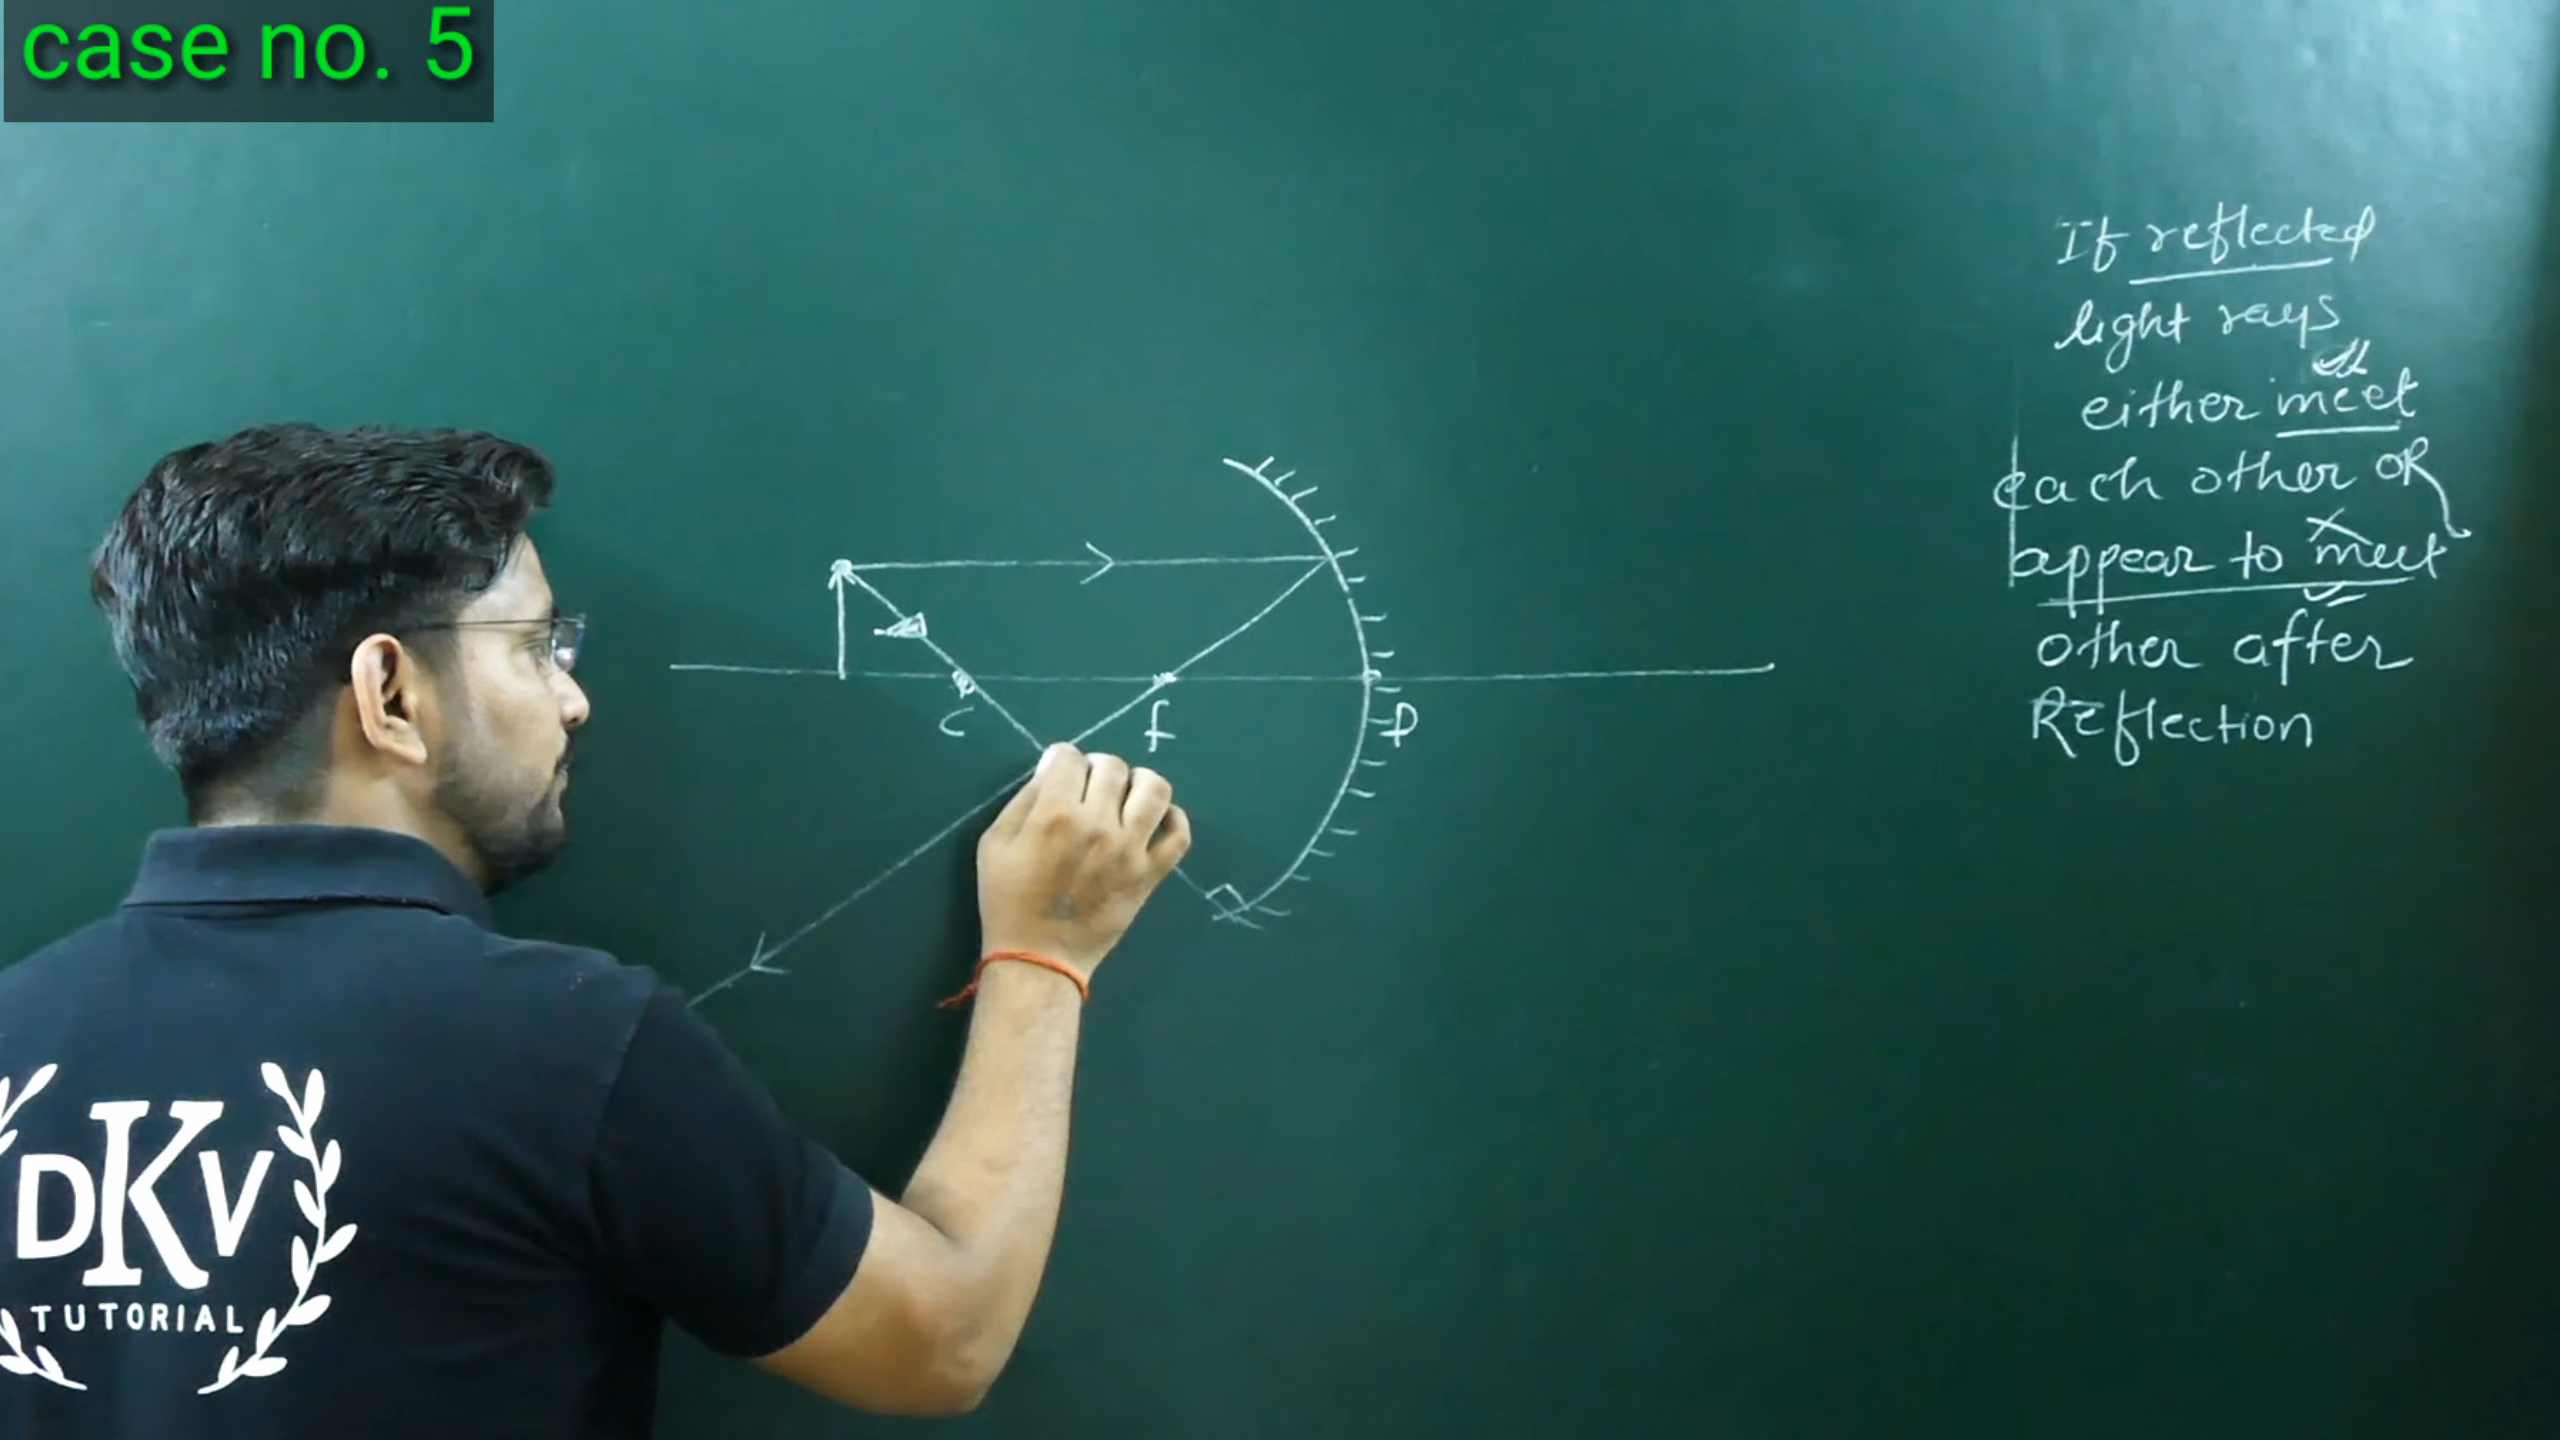 case no. 5
If reflected
light rays
either meet
each other OR
appear to meet
other after
Reflection
C
f
P
DKV
TUTORIAL